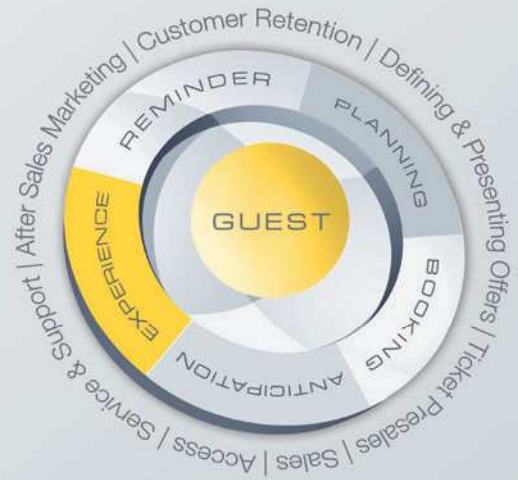 Customer Retention | Defining & Presenting Offers | Ticket Presales | Sales | Access | Service & Support | After Sales Marketing |
REMINDER
PLANNING
BOOKING
ANTICIPATION
EXPERIENCE
GUEST